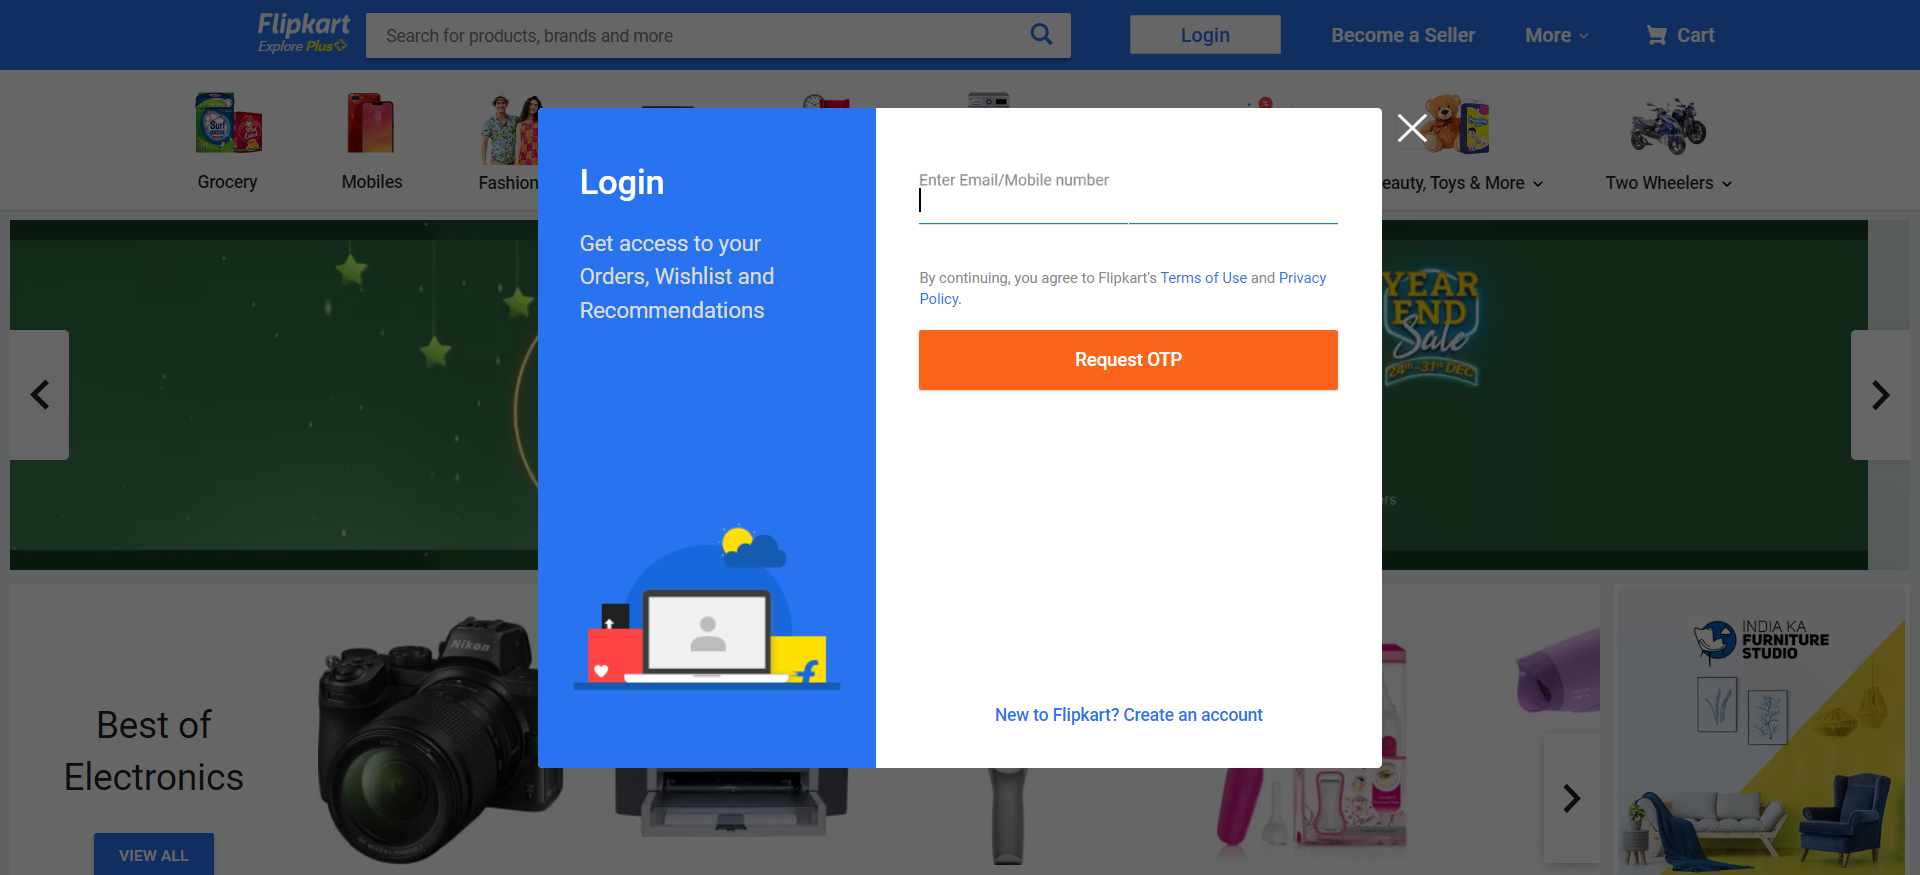 Flipkart
Explore Plus
Search for products, brands and more
Login
Become a Seller
More
Cart
Grocery
Mobiles
Fashion
eauty, Toys & More
Two Wheelers
Login
Get access to your
Orders, Wishlist and
Recommendations
Enter Email/Mobile number
By continuing, you agree to Flipkart's Terms of Use and Privacy
Policy.
Request OTP
New to Flipkart? Create an account
YEAR
END
Sale
24th-31st DEC
ers
Best of
Electronics
VIEW ALL
Nikon
INDIA KA
FURNITURE
STUDIO